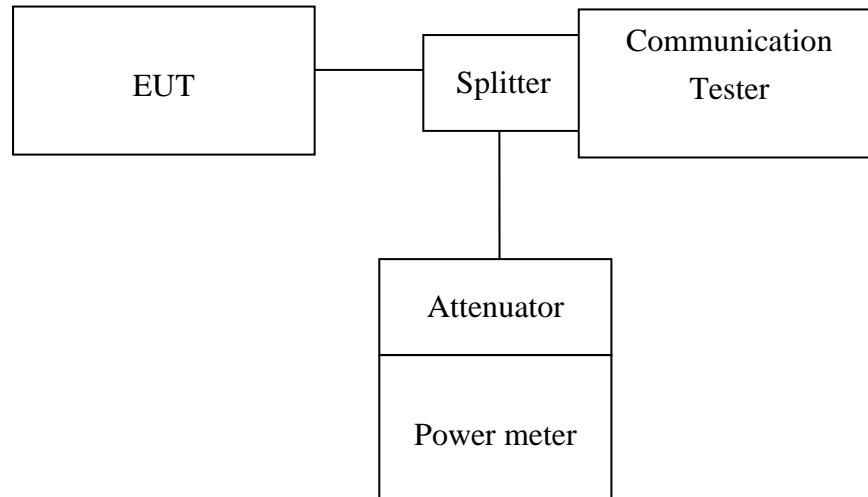 EUT
Splitter
Communication
Tester
Attenuator
Power meter